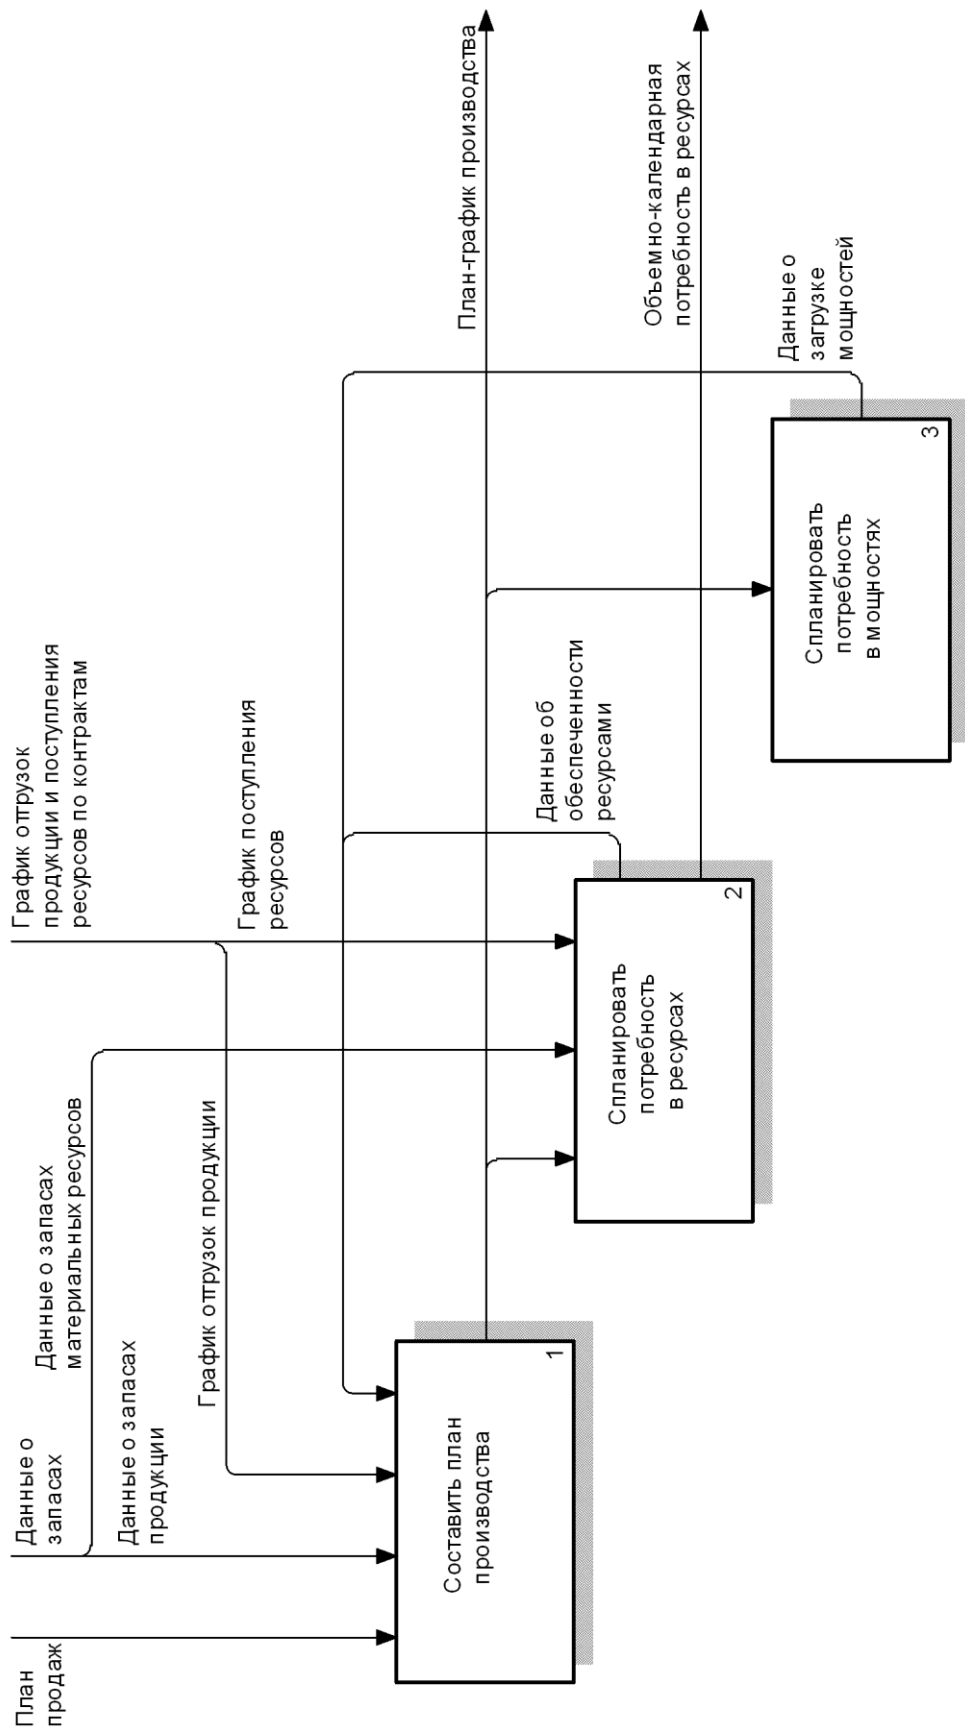 План
продаж
Данные о
запасах
Данные о запасах
материальных ресурсов
Данные о запасах
продукции
График отгрузок
продукции и поступления
ресурсов по контрактам
График отгрузок продукции
График поступления
ресурсов
Составить план
производства
1
План-график производства
Данные об
обеспеченности
ресурсами
Спланировать
потребность
в ресурсах
2
Объемно-календарная
потребность в ресурсах
Данные о
загрузке
мощностей
Спланировать
потребность
в мощностях
3